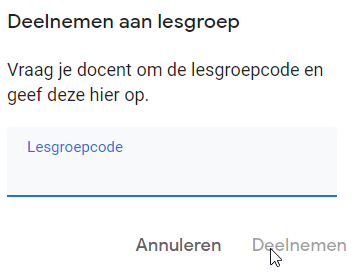 Deelnemen aan lesgroep
Vraag je docent om de lesgroepcode en
geef deze hier op.
Lesgroepcode
Annuleren Deelnemen